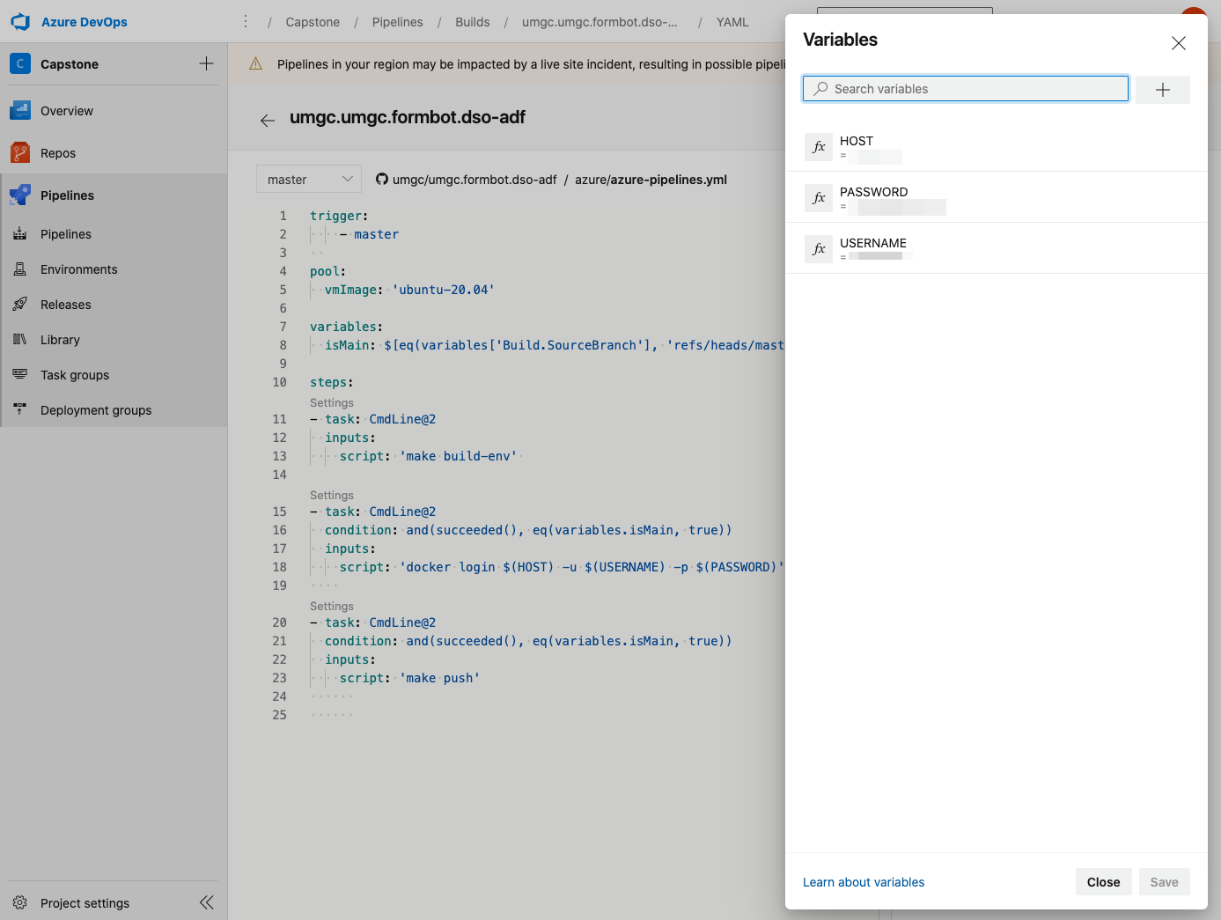 Azure DevOps
/ Capstone / Pipelines / Builds / umgc.umgc.formbot.dso-... / YAML
C Capstone
Overview
Repos
Pipelines
Pipelines
Environments
Releases
Library
Task groups
Deployment groups
Project settings
Pipelines in your region may be impacted by a live site incident, resulting in possible pipeli
umgc.umgc.formbot.dso-adf
master umgc/umgc.formbot.dso-adf / azure/azure-pipelines.yml
1 trigger:
2 - master
3
4 pool:
5 vmImage: 'ubuntu-20.04'
6
7 variables:
8 isMain: $[eq(variables['Build.SourceBranch'], 'refs/heads/mast
9
10 steps:
Settings
11 - task: CmdLine@2
12 inputs:
13 script: 'make build-env'
14
Settings
15 - task: CmdLine@2
16 condition: and(succeeded(), eq(variables.isMain, true))
17 inputs:
18 script: 'docker login $(HOST) -u $(USERNAME) -p $(PASSWORD)'
19
Settings
20 - task: CmdLine@2
21 condition: and(succeeded(), eq(variables.isMain, true))
22 inputs:
23 script: 'make push'
24
25
Variables
Search variables
fx HOST
=
fx PASSWORD
=
fx USERNAME
=
Learn about variables
Close
Save